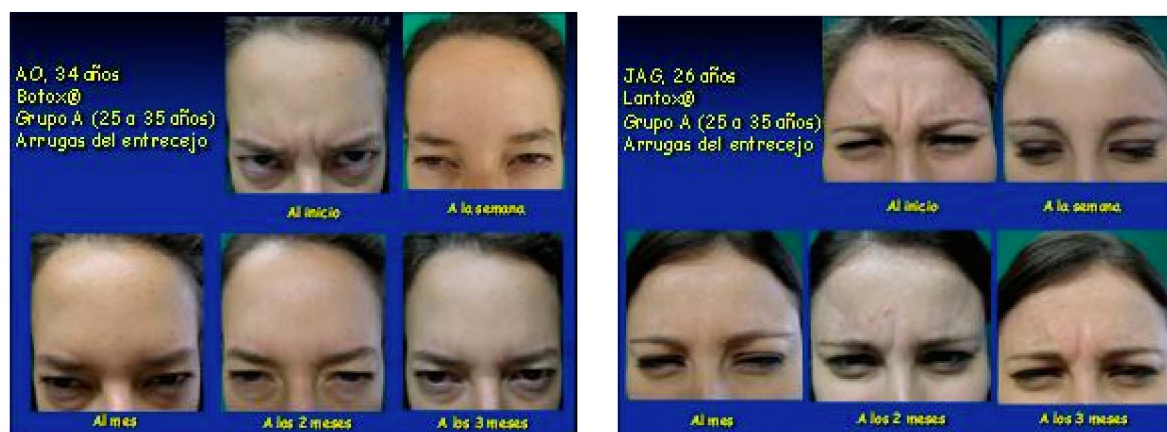 AO, 34 años
Botox®
Grupo A (25 a 35 años)
Arrugas del entrecejo
Al inicio
A la semana
Al mes
A los 2 meses
A los 3 meses
JAG, 26 años
Lantox®
Grupo A (25 a 35 años)
Arrugas del entrecejo
Al inicio
A la semana
Al mes
A los 2 meses
A los 3 meses